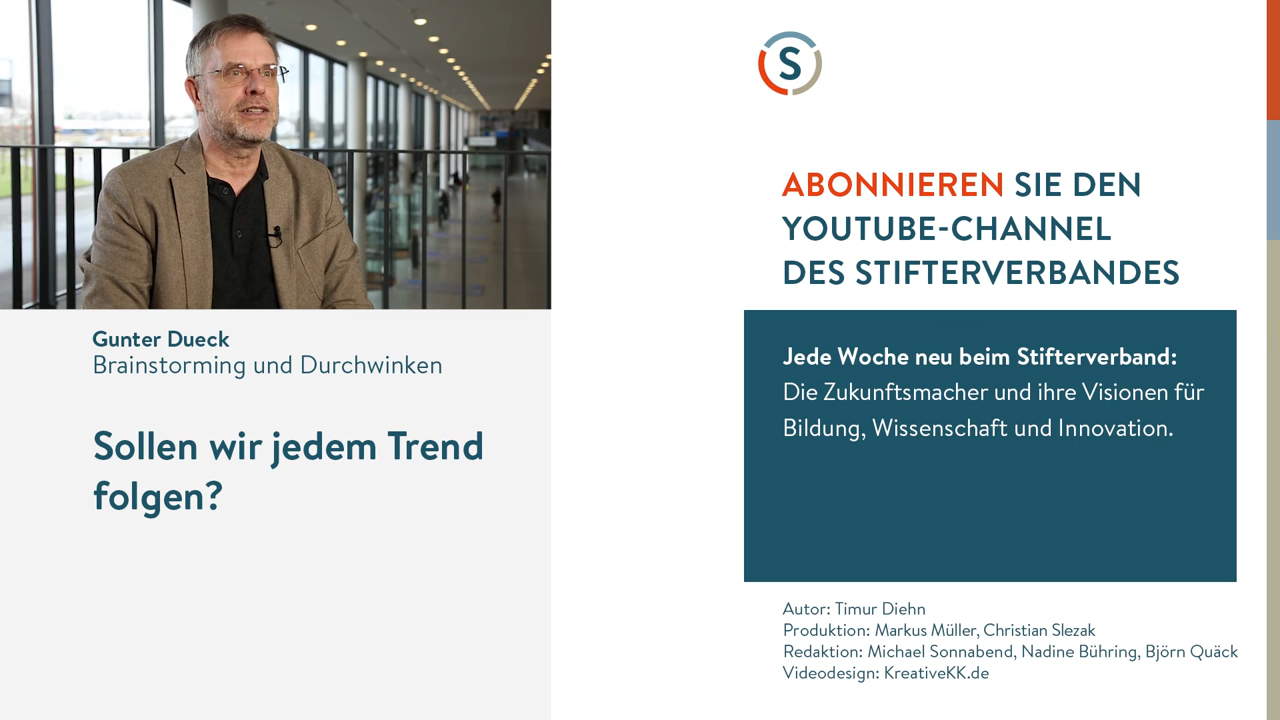 Gunter Dueck
Brainstorming und Durchwinken
Sollen wir jedem Trend
folgen?
S
ABONNIEREN SIE DEN
YOUTUBE-CHANNEL
DES STIFTERVERBANDES
Jede Woche neu beim Stifterverband:
Die Zukunftsmacher und ihre Visionen für
Bildung, Wissenschaft und Innovation.
Autor: Timur Diehn
Produktion: Markus Müller, Christian Slezak
Redaktion: Michael Sonnabend, Nadine Bühring, Björn Quäck
Videodesign: KreativeKK.de